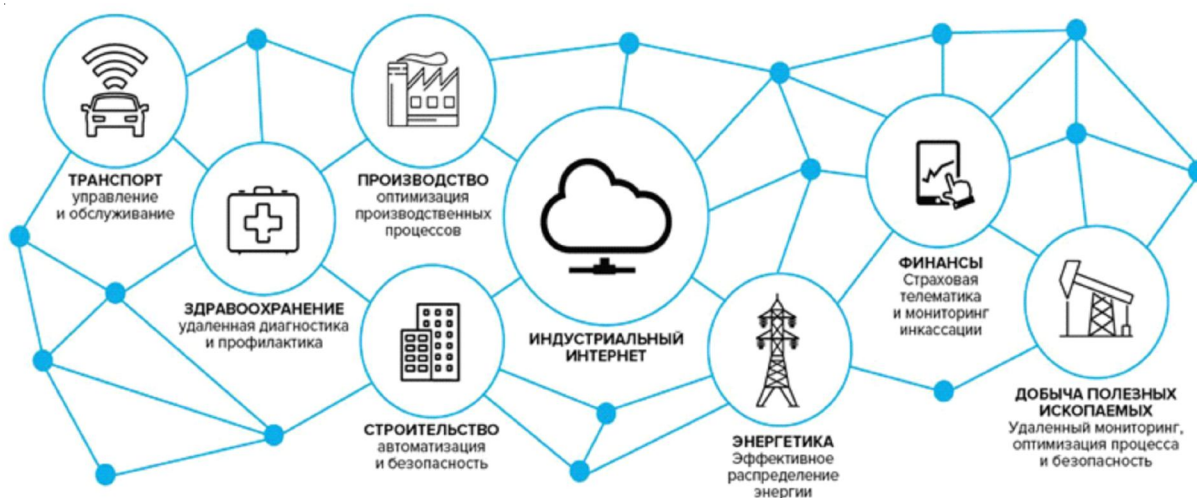 ТРАНСПОРТ
управление
и обслуживание
ПРОИЗВОДСТВО
оптимизация
производственных
процессов
ЗДРАВООХРАНЕНИЕ
удаленная диагностика
и профилактика
ИНДУСТРИАЛЬНЫЙ
ИНТЕРНЕТ
ФИНАНСЫ
Страховая
телематика
и мониторинг
инкассации
СТРОИТЕЛЬСТВО
автоматизация
и безопасность
ЭНЕРГЕТИКА
Эффективное
распределение
энергии
ДОБЫЧА ПОЛЕЗНЫХ
ИСКОПАЕМЫХ
Удаленный мониторинг,
оптимизация процесса
и безопасность